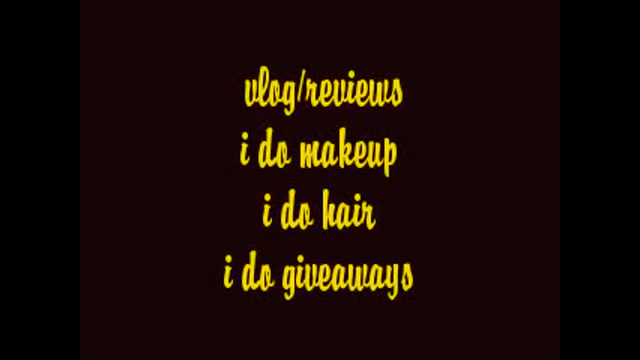 vlog/reviews
i do makeup
i do hair
i do giveaways